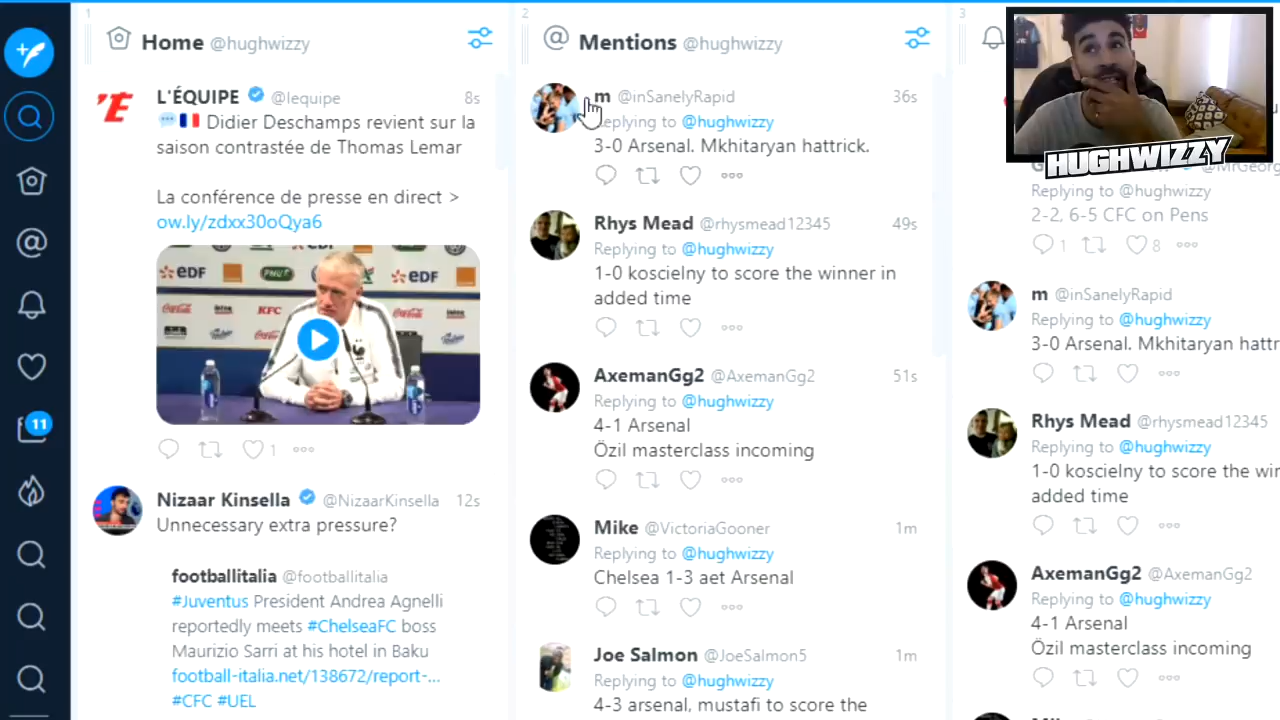 1
Home @hughwizzy
L'ÉQUIPE @lequipe 8s
Didier Deschamps revient sur la
saison contrastée de Thomas Lemar
La conférence de presse en direct >
ow.ly/zdxx30oQya6
eDF
KFC
eDF
1
Nizaar Kinsella @NizaarKinsella 12s
Unnecessary extra pressure?
footballitalia @footballitalia
#Juventus President Andrea Agnelli
reportedly meets #ChelseaFC boss
Maurizio Sarri at his hotel in Baku
football-italia.net/138672/report-...
#CFC #UEL
11
2
Mentions @hughwizzy
m @inSanelyRapid 36s
Replying to @hughwizzy
3-0 Arsenal. Mkhitaryan hattrick.
Rhys Mead @rhysmead12345 49s
Replying to @hughwizzy
1-0 koscielny to score the winner in
added time
AxemanGg2 @AxemanGg2 51s
Replying to @hughwizzy
4-1 Arsenal
Özil masterclass incoming
Mike @VictoriaGooner 1m
Replying to @hughwizzy
Chelsea 1-3 aet Arsenal
Joe Salmon @JoeSalmon5 1m
Replying to @hughwizzy
4-3 arsenal, mustafi to score the
3
HUGHWIZZY
Replying to @hughwizzy
2-2, 6-5 CFC on Pens
1 8
m @inSanelyRapid
Replying to @hughwizzy
3-0 Arsenal. Mkhitaryan hattr
Rhys Mead @rhysmead12345
Replying to @hughwizzy
1-0 koscielny to score the wi
added time
AxemanGg2 @AxemanGg2
Replying to @hughwizzy
4-1 Arsenal
Özil masterclass incoming